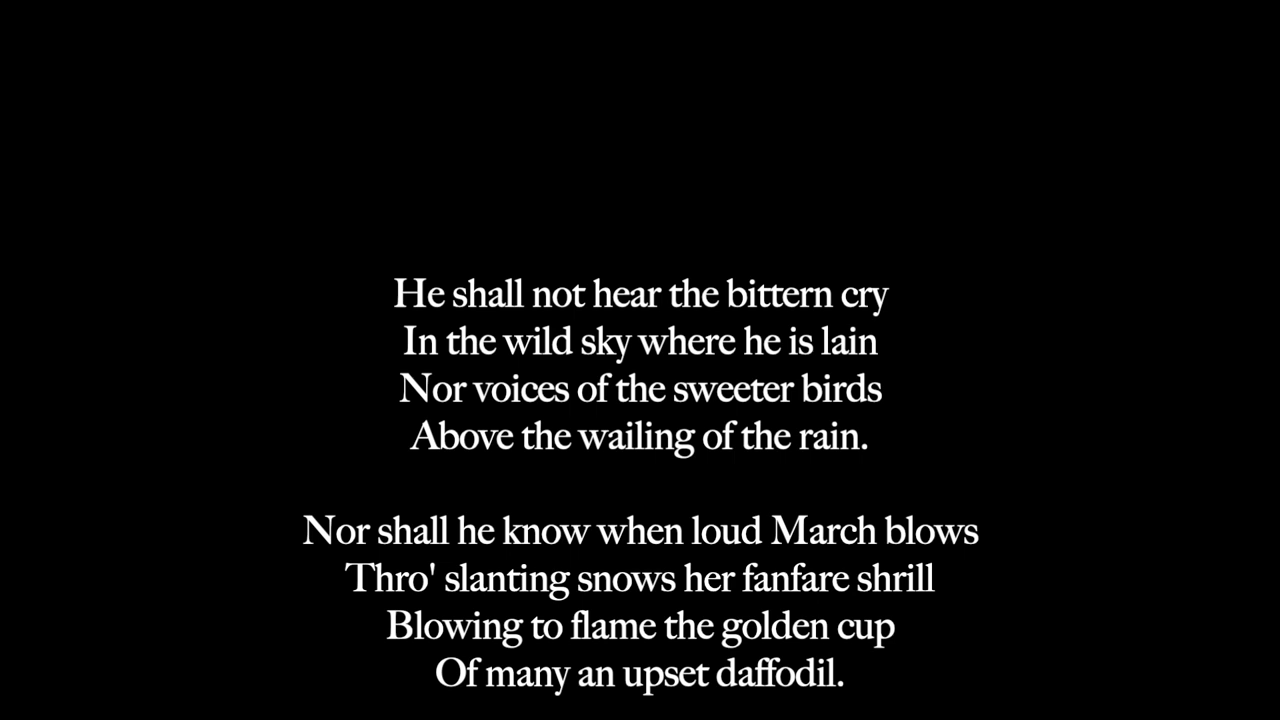 He shall not hear the bittern cry
In the wild sky where he is lain
Nor voices of the sweeter birds
Above the wailing of the rain.
Nor shall he know when loud March blows
Thro' slanting snows her fanfare shrill
Blowing to flame the golden cup
Of many an upset daffodil.